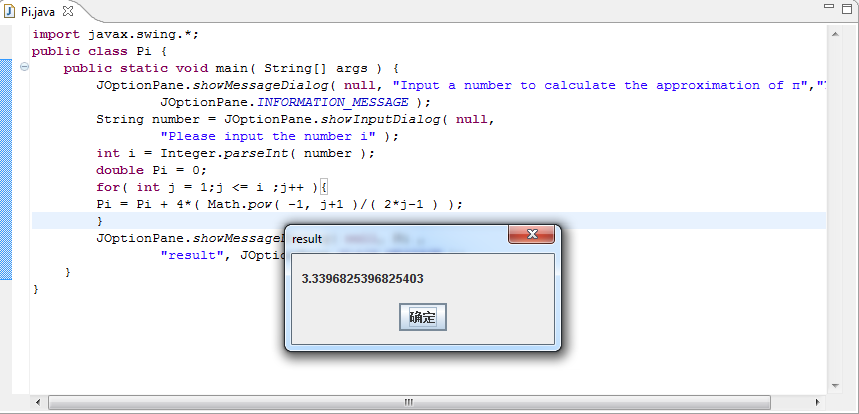 Pi.java
import javax.swing.*;
public class Pi {
public static void main( String[] args ) {
JOptionPane.showMessageDialog( null, "Input a number to calculate the approximation of π","
JOptionPane.INFORMATION_MESSAGE );
String number = JOptionPane.showInputDialog( null,
"Please input the number i" );
int i = Integer.parseInt( number );
double Pi = 0;
for( int j = 1;j <= i ;j++ ){
Pi = Pi + 4*( Math.pow( -1, j+1 )/( 2*j-1 ) );
}
JOptionPane.showMessageD
"result", JOptio
}
}
result
3.3396825396825403
确定